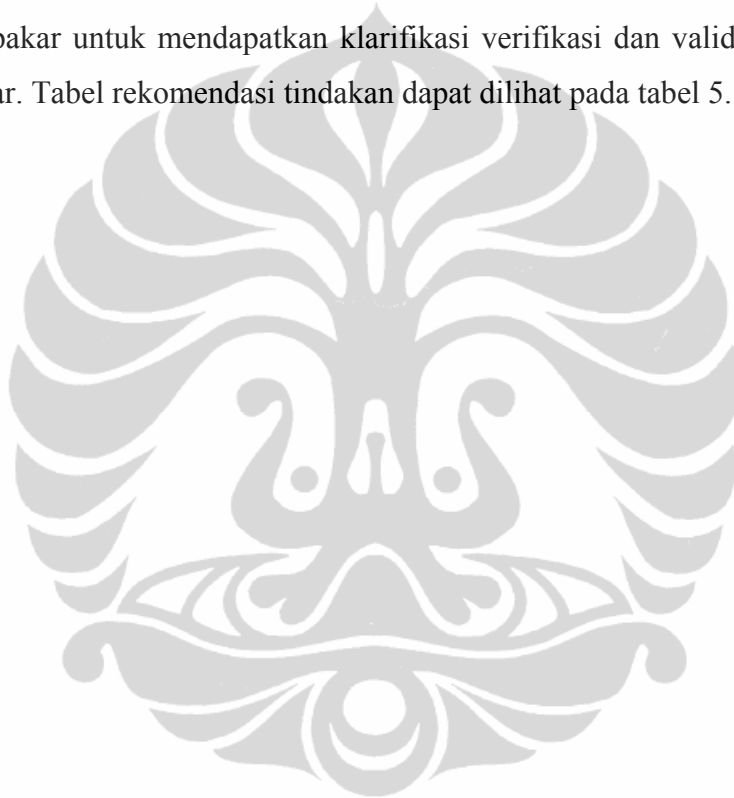 pakar untuk mendapatkan klarifikasi verifikasi dan valid
ar. Tabel rekomendasi tindakan dapat dilihat pada tabel 5.